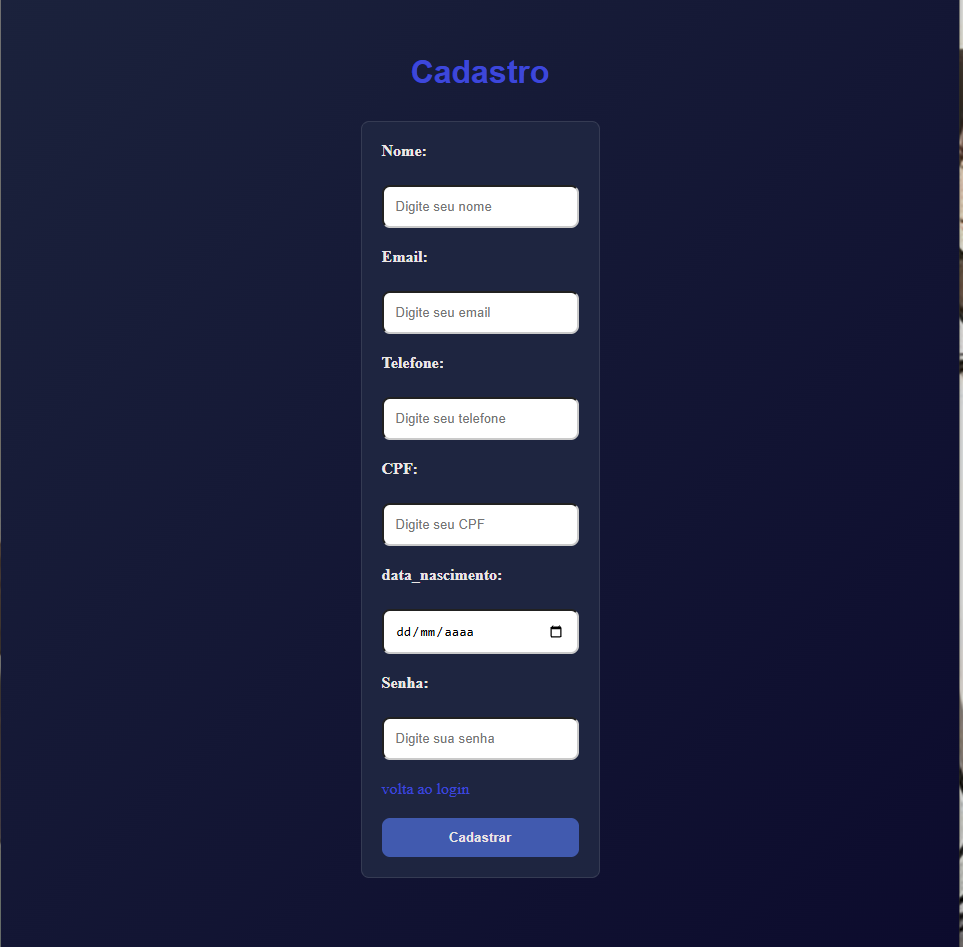 Cadastro
Nome:
Digite seu nome
Email:
Digite seu email
Telefone:
Digite seu telefone
CPF:
Digite seu CPF
data_nascimento:
dd/mm/aaaa
Senha:
Digite sua senha
volta ao login
Cadastrar